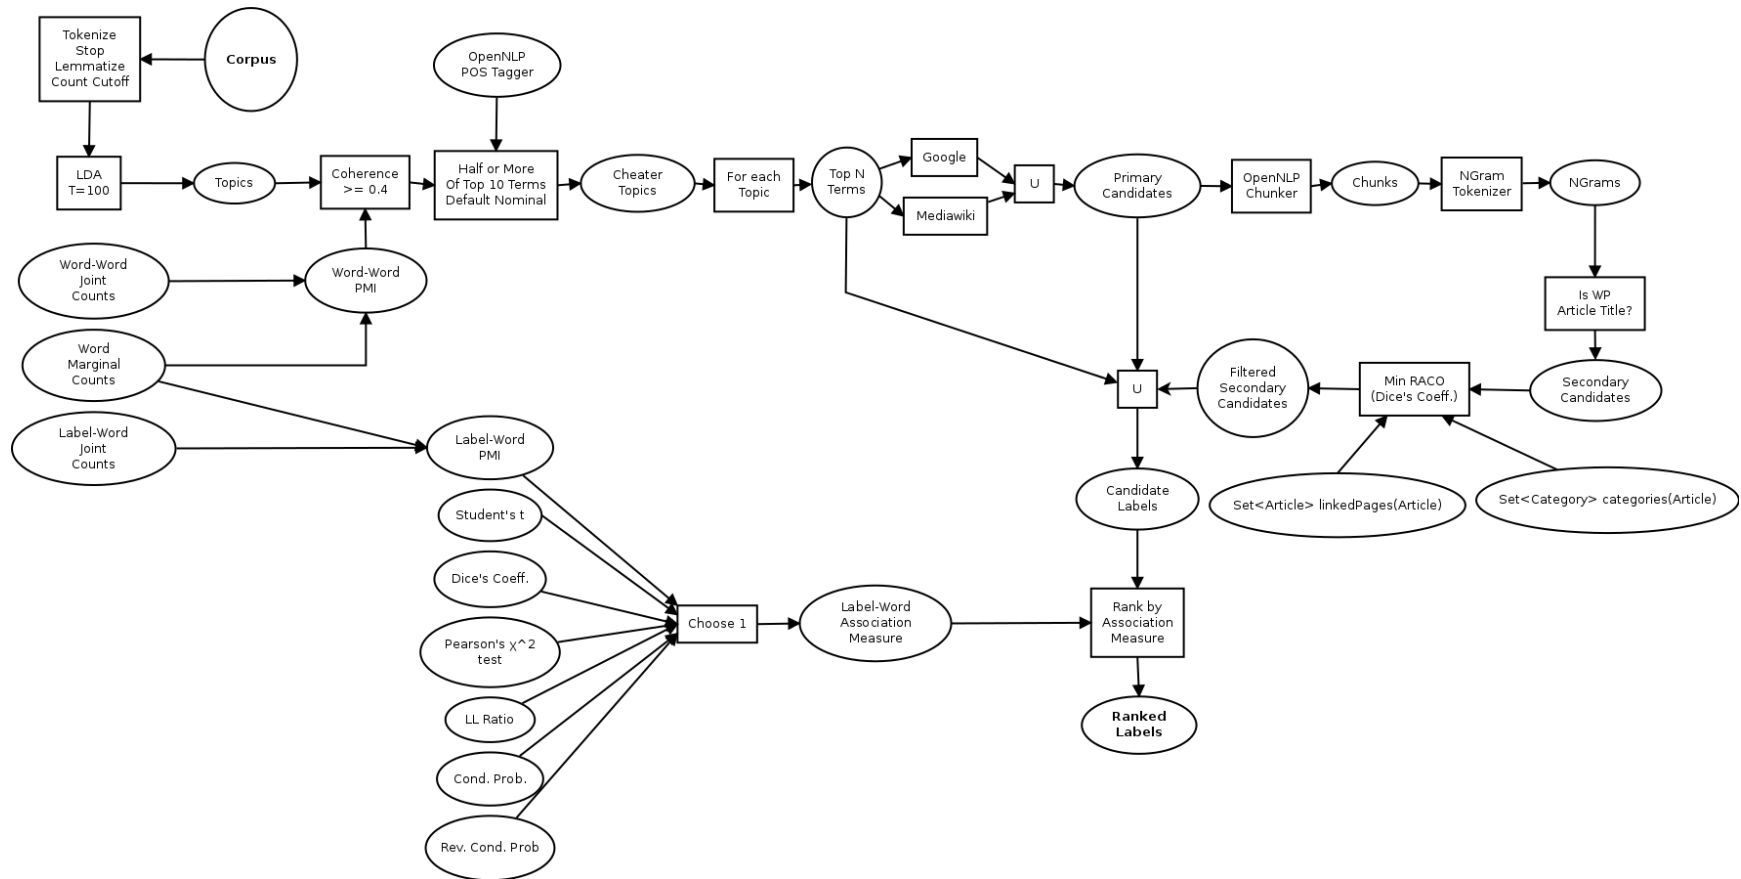 Tokenize
Stop
Lemmatize
Count Cutoff
Corpus
OpenNLP
POS Tagger
LDA
T=100
Topics
Coherence
>= 0.4
Half or More
Of Top 10 Terms
Default Nominal
Cheater
Topics
For each
Topic
Top N
Terms
Google
Mediawiki
U
Primary
Candidates
OpenNLP
Chunker
Chunks
NGram
Tokenizer
NGrams
Word-Word
Joint
Counts
Word-Word
PMI
Is WP
Article Title?
Word
Marginal
Counts
U
Filtered
Secondary
Candidates
Min RACO
(Dice's Coeff.)
Secondary
Candidates
Label-Word
Joint
Counts
Label-Word
PMI
Candidate
Labels
Set<Article> linkedPages(Article)
Set<Category> categories(Article)
Student's t
Dice's Coeff.
Pearson's χ^2
test
LL Ratio
Cond. Prob.
Rev. Cond. Prob
Choose 1
Label-Word
Association
Measure
Rank by
Association
Measure
Ranked
Labels